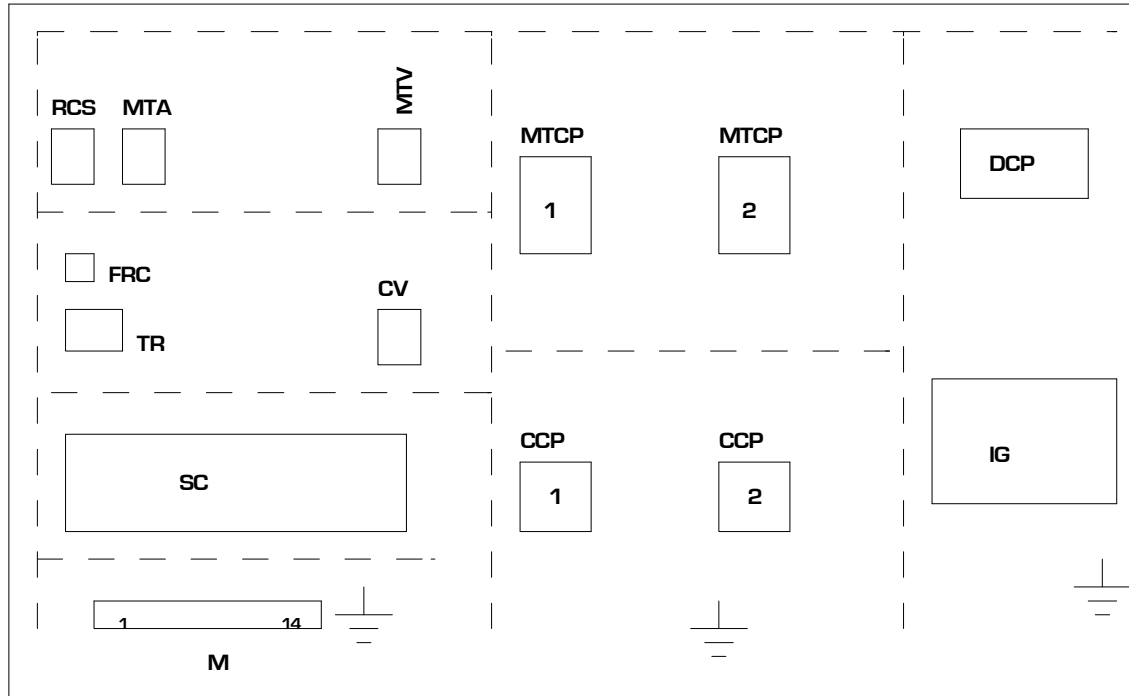 MTV
RCS MTA
MTCP MTCP
DCP
1 2
FRC
CV
TR
CCP CCP
IG
SC
1 2
1 14
M